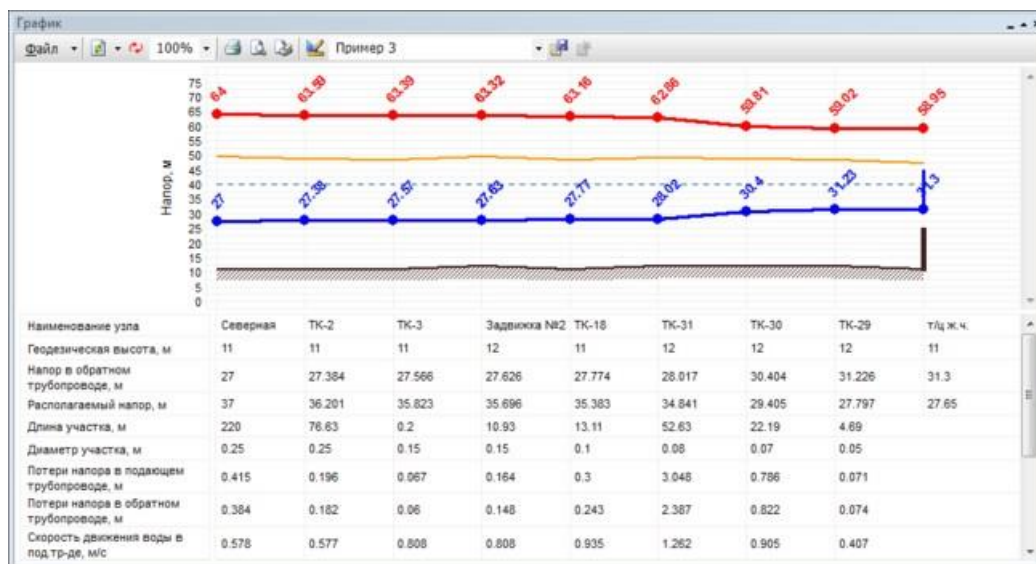 График
Файл 100% Пример 3
Напор, м
75
70
65
60
55
50
45
40
35
30
25
20
15
10
5
0
64 63.59 63.39 63.32 63.16 62.86 59.81 59.02 58.95
27 27.38 27.57 27.63 27.77 28.02 30.4 31.23 31.3
Наименование узла Северная ТК-2 ТК-3 Задвижка №2 ТК-18 ТК-31 ТК-30 ТК-29 т/ц ж.ч.
Геодезическая высота, м 11 11 11 12 11 12 12 12 11
Напор в обратном
трубопроводе, м 27 27.384 27.566 27.626 27.774 28.017 30.404 31.226 31.3
Располагаемый напор, м 37 36.201 35.823 35.696 35.383 34.841 29.405 27.797 27.65
Длина участка, м 220 76.63 0.2 10.93 13.11 52.63 22.19 4.69
Диаметр участка, м 0.25 0.25 0.15 0.15 0.1 0.08 0.07 0.05
Потери напора в подающем
трубопроводе, м 0.415 0.196 0.067 0.164 0.3 3.048 0.786 0.071
Потери напора в обратном
трубопроводе, м 0.384 0.182 0.06 0.148 0.243 2.387 0.822 0.074
Скорость движения воды в
под.тр-де, м/с 0.578 0.577 0.808 0.808 0.935 1.262 0.905 0.407